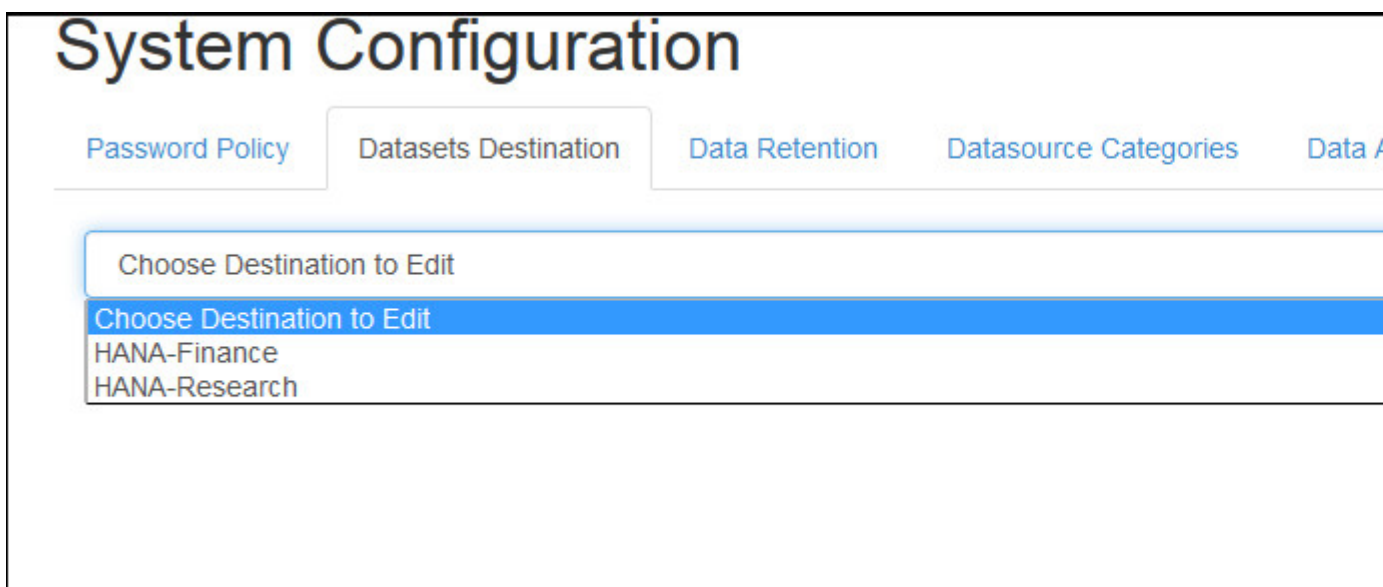 System Configuration
Password Policy Datasets Destination Data Retention Datasource Categories Data
Choose Destination to Edit
Choose Destination to Edit
HANA-Finance
HANA-Research